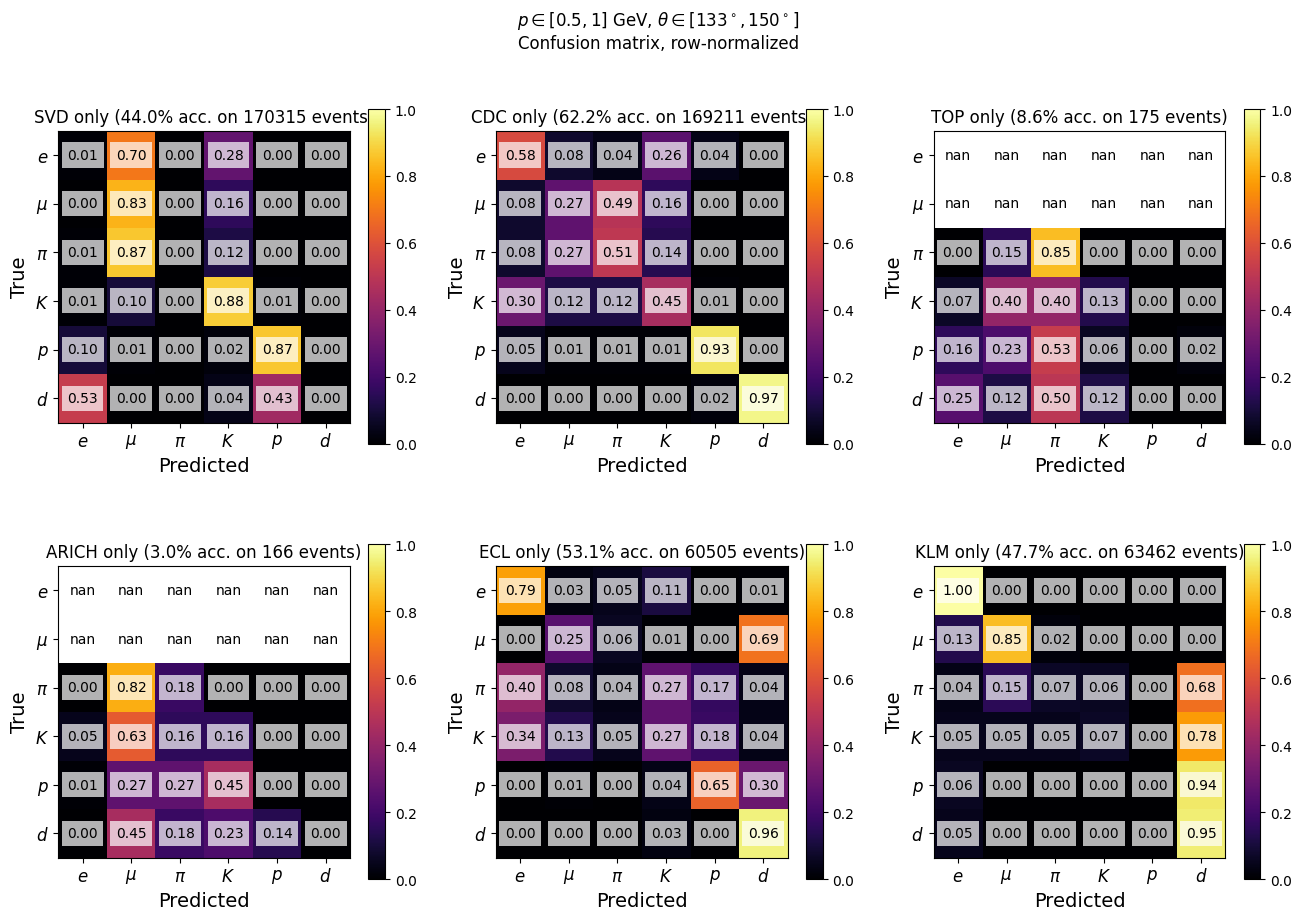 p ∈ [0.5, 1] GeV, θ ∈ [133°, 150°]
Confusion matrix, row-normalized
SVD only (44.0% acc. on 170315 events
e 0.01 0.70 0.00 0.28 0.00 0.00
μ 0.00 0.83 0.00 0.16 0.00 0.00
π 0.01 0.87 0.00 0.12 0.00 0.00
K 0.01 0.10 0.00 0.88 0.01 0.00
p 0.10 0.01 0.00 0.02 0.87 0.00
d 0.53 0.00 0.00 0.04 0.43 0.00
e μ π K p d
True
Predicted
1.0
0.8
0.6
0.4
0.2
0.0
CDC only (62.2% acc. on 169211 events
e 0.58 0.08 0.04 0.26 0.04 0.00
μ 0.08 0.27 0.49 0.16 0.00 0.00
π 0.08 0.27 0.51 0.14 0.00 0.00
K 0.30 0.12 0.12 0.45 0.01 0.00
p 0.05 0.01 0.01 0.01 0.93 0.00
d 0.00 0.00 0.00 0.00 0.02 0.97
e μ π K p d
True
Predicted
1.0
0.8
0.6
0.4
0.2
0.0
TOP only (8.6% acc. on 175 events)
e nan nan nan nan nan nan
μ nan nan nan nan nan nan
π 0.00 0.15 0.85 0.00 0.00 0.00
K 0.07 0.40 0.40 0.13 0.00 0.00
p 0.16 0.23 0.53 0.06 0.00 0.02
d 0.25 0.12 0.50 0.12 0.00 0.00
e μ π K p d
True
Predicted
1.0
0.8
0.6
0.4
0.2
0.0
ARICH only (3.0% acc. on 166 events)
e nan nan nan nan nan nan
μ nan nan nan nan nan nan
π 0.00 0.82 0.18 0.00 0.00 0.00
K 0.05 0.63 0.16 0.16 0.00 0.00
p 0.01 0.27 0.27 0.45 0.00 0.00
d 0.00 0.45 0.18 0.23 0.14 0.00
e μ π K p d
True
Predicted
1.0
0.8
0.6
0.4
0.2
0.0
ECL only (53.1% acc. on 60505 events)
e 0.79 0.03 0.05 0.11 0.00 0.01
μ 0.00 0.25 0.06 0.01 0.00 0.69
π 0.40 0.08 0.04 0.27 0.17 0.04
K 0.34 0.13 0.05 0.27 0.18 0.04
p 0.00 0.01 0.00 0.04 0.65 0.30
d 0.00 0.00 0.00 0.03 0.00 0.96
e μ π K p d
True
Predicted
1.0
0.8
0.6
0.4
0.2
0.0
KLM only (47.7% acc. on 63462 events)
e 1.00 0.00 0.00 0.00 0.00 0.00
μ 0.13 0.85 0.02 0.00 0.00 0.00
π 0.04 0.15 0.07 0.06 0.00 0.68
K 0.05 0.05 0.05 0.07 0.00 0.78
p 0.06 0.00 0.00 0.00 0.00 0.94
d 0.05 0.00 0.00 0.00 0.00 0.95
e μ π K p d
True
Predicted
1.0
0.8
0.6
0.4
0.2
0.0